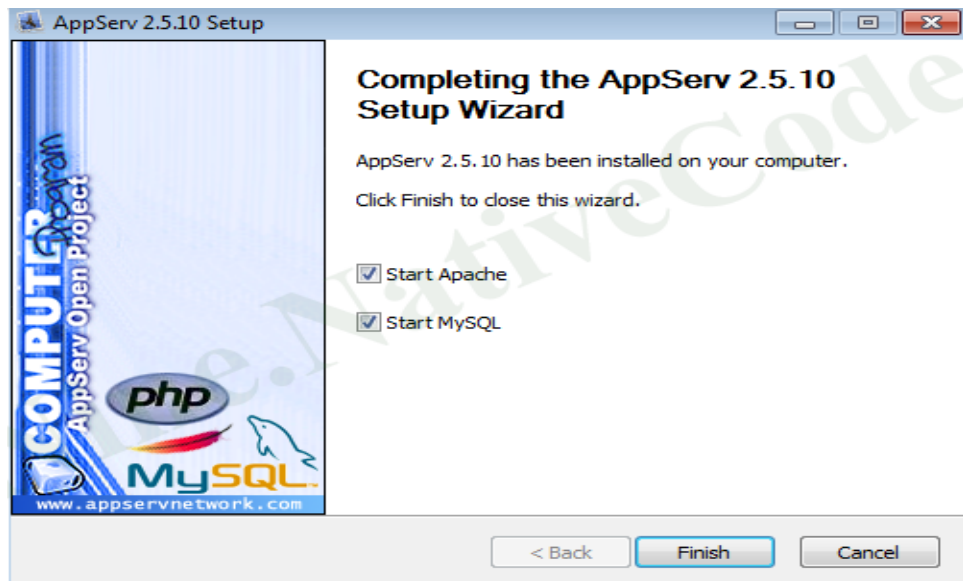 AppServ 2.5.10 Setup
Completing the AppServ 2.5.10
Setup Wizard
AppServ 2.5.10 has been installed on your computer.
Click Finish to close this wizard.
Start Apache
Start MySQL
COMPUTER
Program
AppServ Open Project
php
MySQL
www.appservnetwork.com
< Back
Finish
Cancel
e.NativeCode